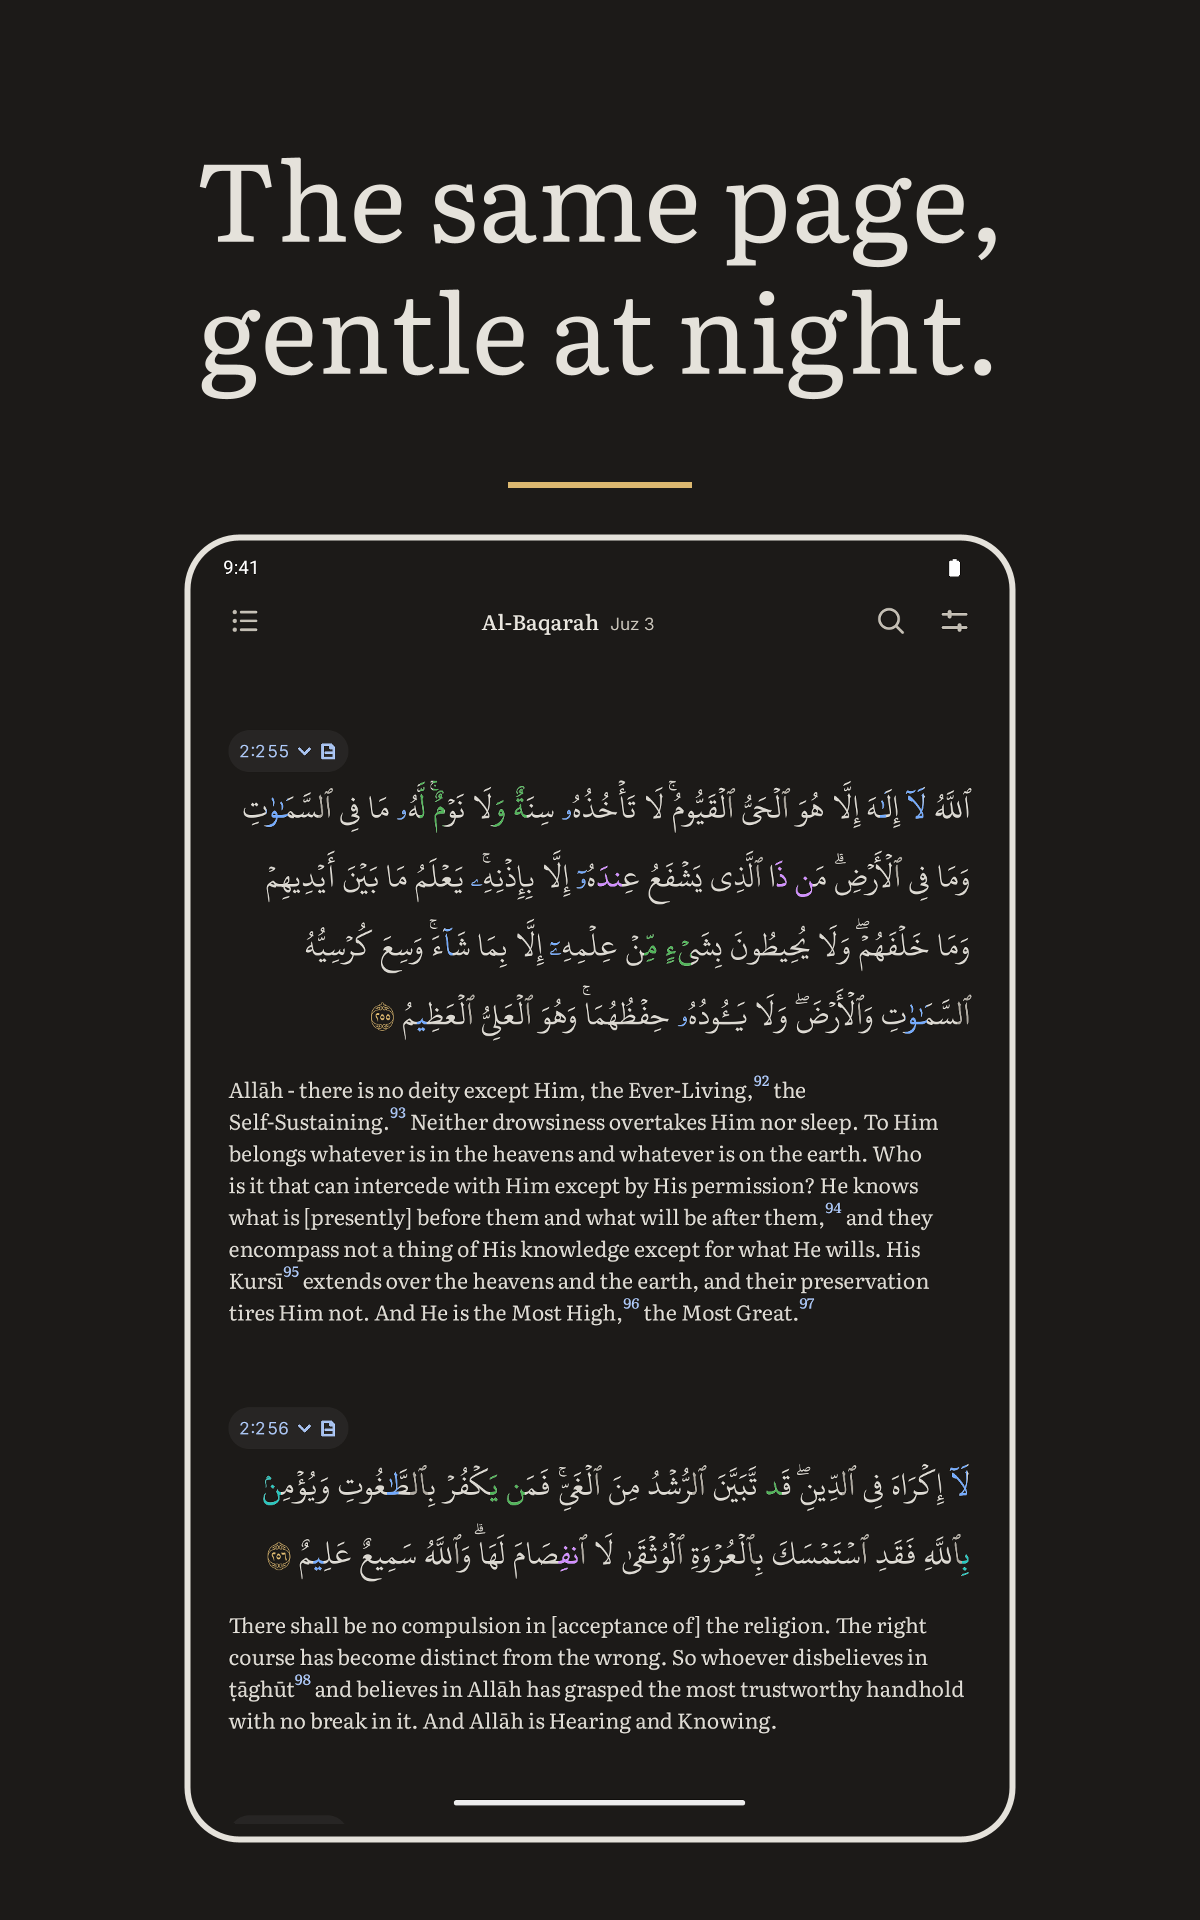 The same page,
gentle at night.
9:41
Al-Baqarah Juz 3
2:255
ٱللَّهُ لَآ إِلَـٰهَ إِلَّا هُوَ ٱلْحَىُّ ٱلْقَيُّومُ ۚ لَا تَأْخُذُهُۥ سِنَةٌ وَلَا نَوْمٌ ۚ لَّهُۥ مَا فِى ٱلسَّمَـٰوَٰتِ
وَمَا فِى ٱلْأَرْضِ ۗ مَن ذَا ٱلَّذِى يَشْفَعُ عِندَهُۥٓ إِلَّا بِإِذْنِهِۦ ۚ يَعْلَمُ مَا بَيْنَ أَيْدِيهِمْ
وَمَا خَلْفَهُمْ ۖ وَلَا يُحِيطُونَ بِشَىْءٍ مِّنْ عِلْمِهِۦٓ إِلَّا بِمَا شَآءَ ۚ وَسِعَ كُرْسِيُّهُ
ٱلسَّمَـٰوَٰتِ وَٱلْأَرْضَ ۖ وَلَا يَـُٔودُهُۥ حِفْظُهُمَا ۚ وَهُوَ ٱلْعَلِىُّ ٱلْعَظِيمُ ٢٥٥
Allāh - there is no deity except Him, the Ever-Living,92 the
Self-Sustaining.93 Neither drowsiness overtakes Him nor sleep. To Him
belongs whatever is in the heavens and whatever is on the earth. Who
is it that can intercede with Him except by His permission? He knows
what is [presently] before them and what will be after them,94 and they
encompass not a thing of His knowledge except for what He wills. His
Kursī95 extends over the heavens and the earth, and their preservation
tires Him not. And He is the Most High,96 the Most Great.97
2:256
لَآ إِكْرَاهَ فِى ٱلدِّينِ ۖ قَد تَّبَيَّنَ ٱلرُّشْدُ مِنَ ٱلْغَىِّ ۚ فَمَن يَكْفُرْ بِٱلطَّـٰغُوتِ وَيُؤْمِنۢ
بِٱللَّهِ فَقَدِ ٱسْتَمْسَكَ بِٱلْعُرْوَةِ ٱلْوُثْقَىٰ لَا ٱنفِصَامَ لَهَا ۗ وَٱللَّهُ سَمِيعٌ عَلِيمٌ ٢٥٦
There shall be no compulsion in [acceptance of] the religion. The right
course has become distinct from the wrong. So whoever disbelieves in
ṭāghūt98 and believes in Allāh has grasped the most trustworthy handhold
with no break in it. And Allāh is Hearing and Knowing.